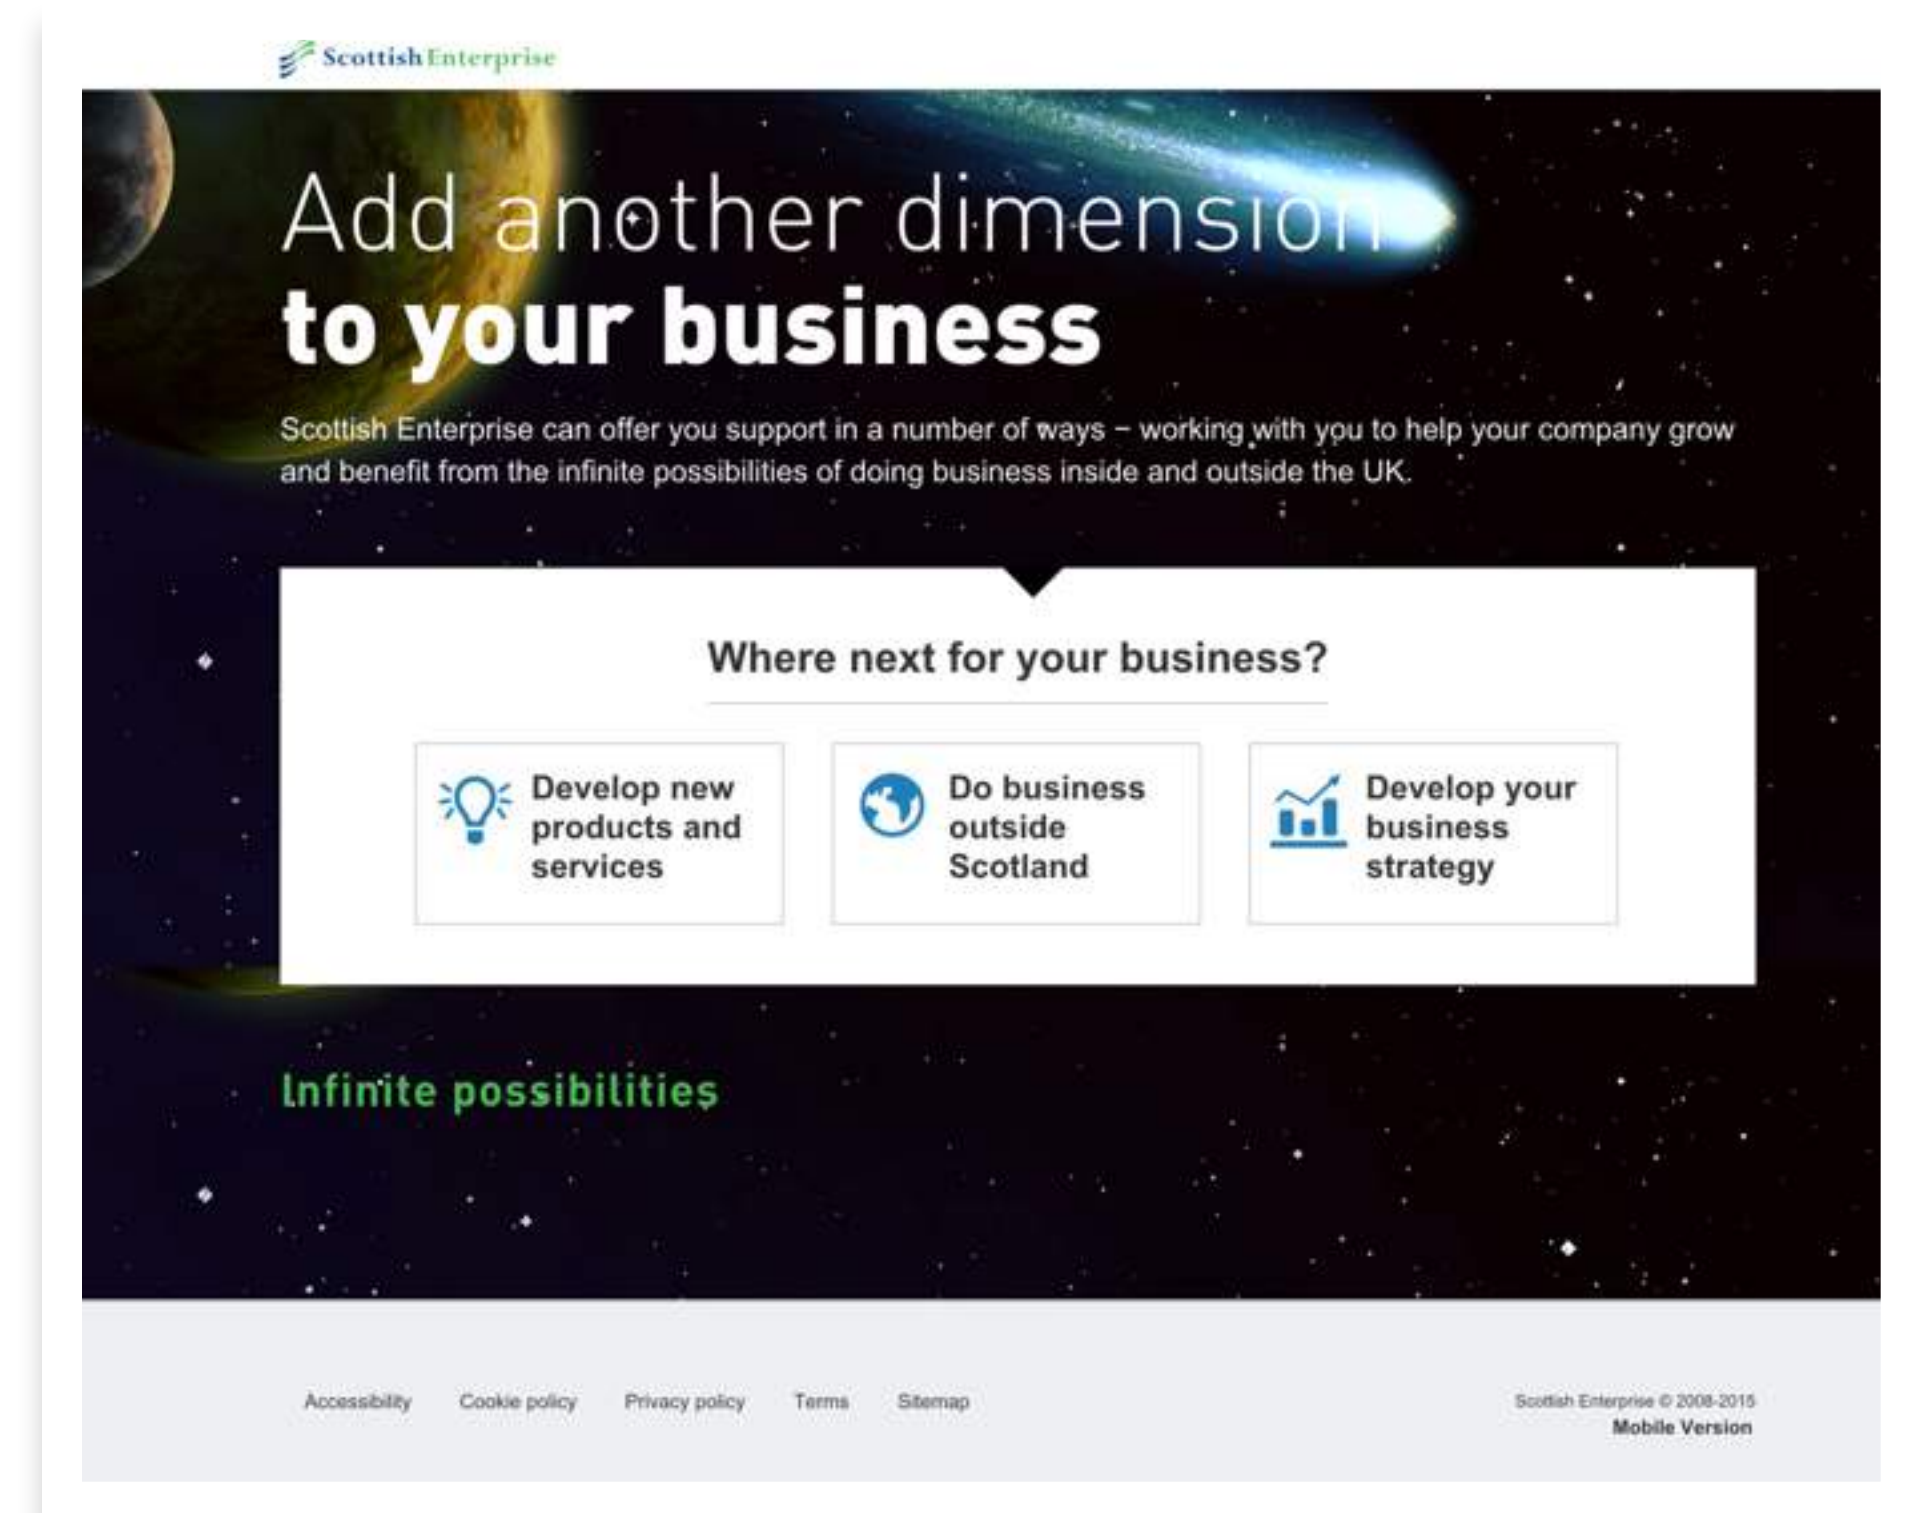 Scottish Enterprise
Add another dimension
to your business
Scottish Enterprise can offer you support in a number of ways – working with you to help your company grow
and benefit from the infinite possibilities of doing business inside and outside the UK.
Where next for your business?
Develop new
products and
services
Do business
outside
Scotland
Develop your
business
strategy
Infinite possibilities
Accessibility Cookie policy Privacy policy Terms Sitemap
Scottish Enterprise © 2008-2015
Mobile Version